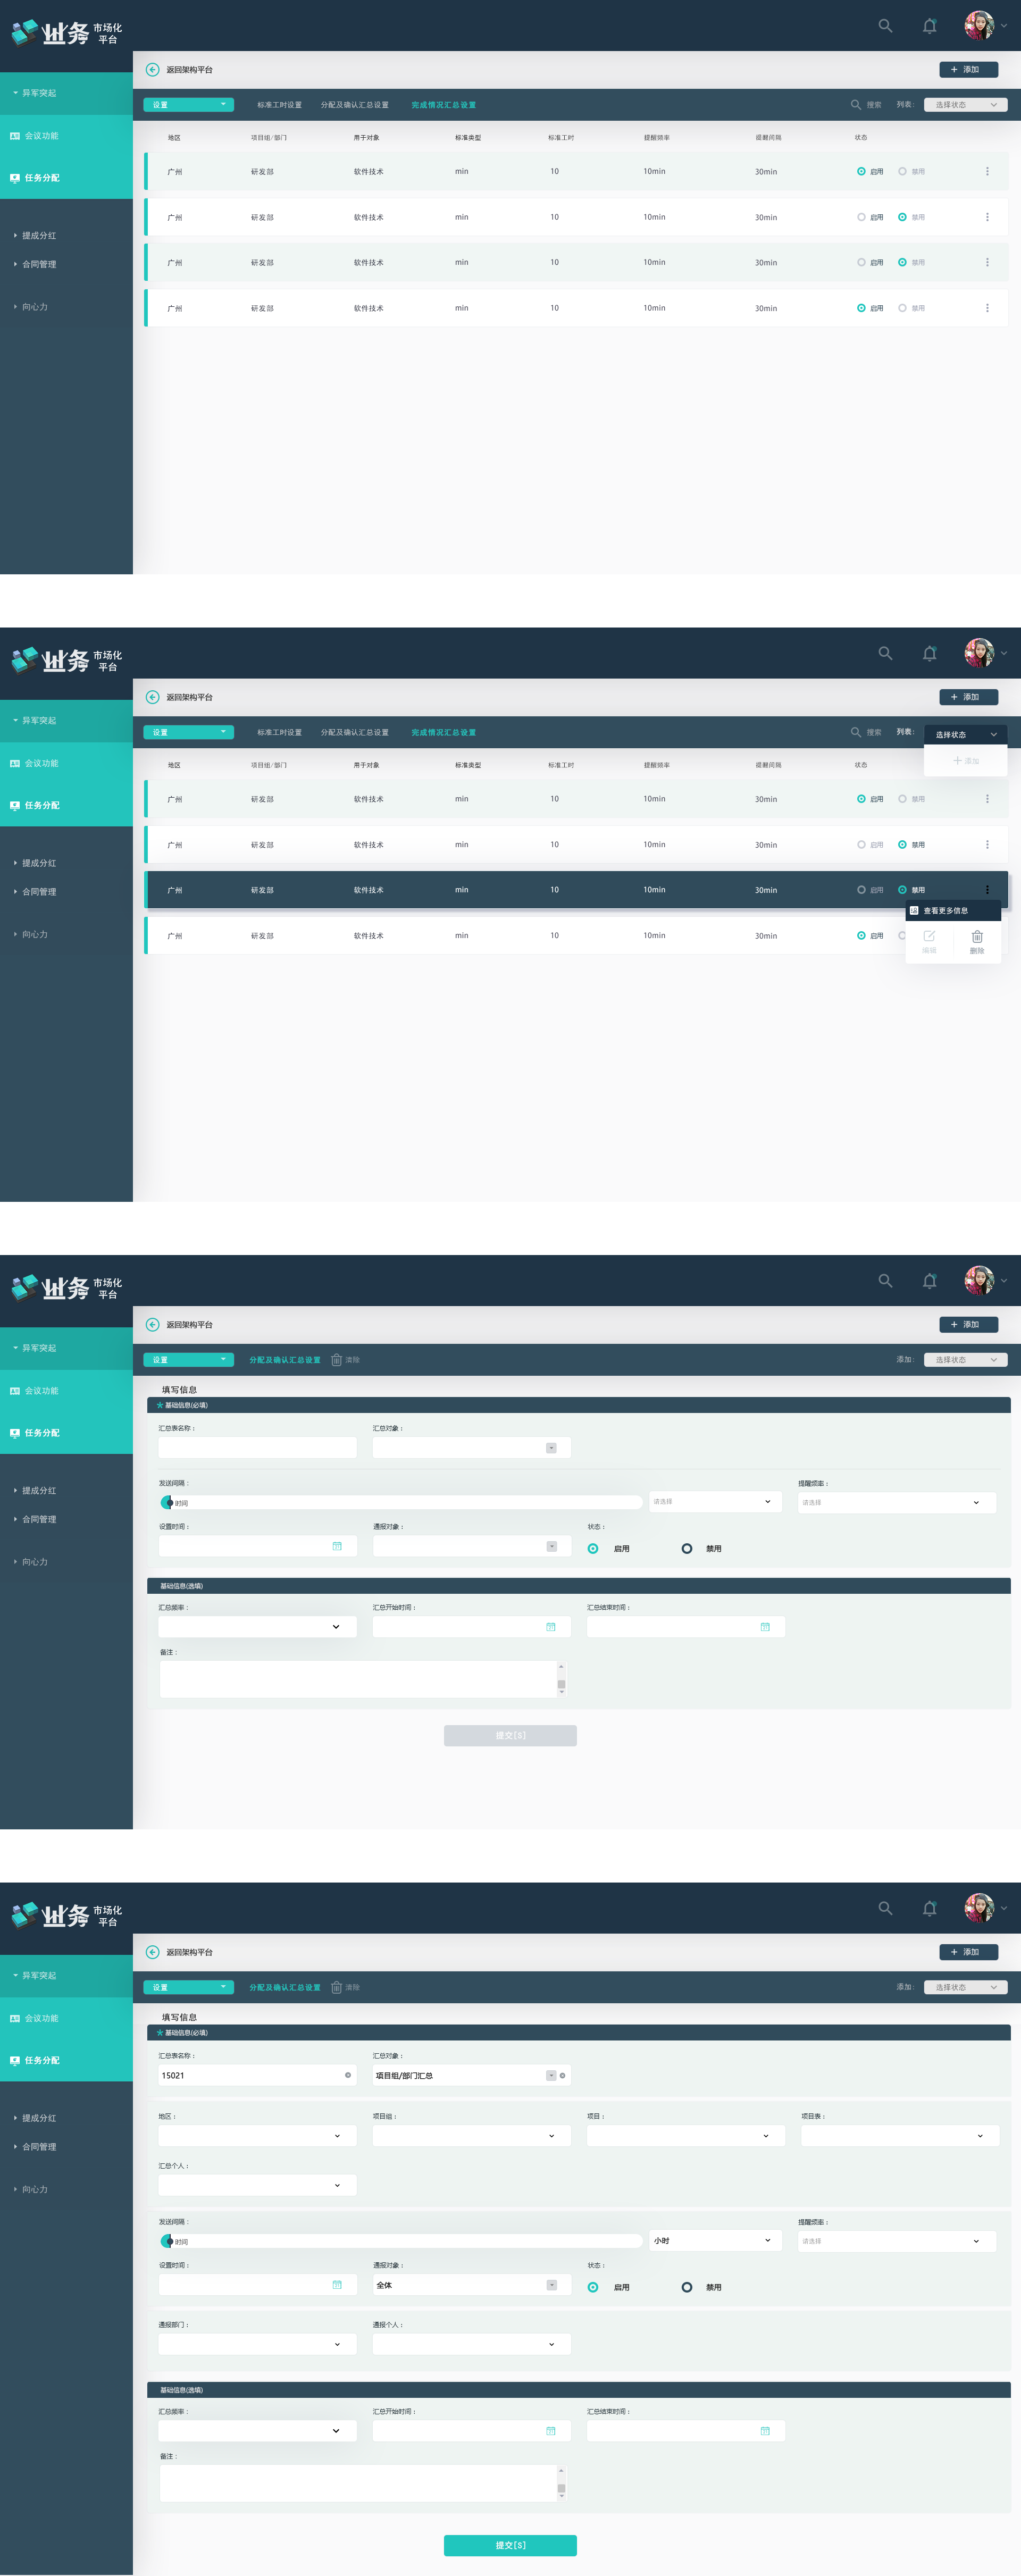 业务 市场化
平台
返回架构平台 + 添加
异军突起
会议功能
任务分配
提成分红
合同管理
向心力
设置 标准工时设置 分配及确认汇总设置 完成情况汇总设置 搜索 列表: 选择状态
地区 项目组/部门 用于对象 标准类型 标准工时 提醒频率 提醒间隔 状态
广州 研发部 软件技术 min 10 10min 30min 启用 禁用
广州 研发部 软件技术 min 10 10min 30min 启用 禁用
广州 研发部 软件技术 min 10 10min 30min 启用 禁用
广州 研发部 软件技术 min 10 10min 30min 启用 禁用
业务 市场化
平台
返回架构平台 + 添加
异军突起
会议功能
任务分配
提成分红
合同管理
向心力
设置 标准工时设置 分配及确认汇总设置 完成情况汇总设置 搜索 列表: 选择状态
+ 添加
地区 项目组/部门 用于对象 标准类型 标准工时 提醒频率 提醒间隔 状态
广州 研发部 软件技术 min 10 10min 30min 启用 禁用
广州 研发部 软件技术 min 10 10min 30min 启用 禁用
广州 研发部 软件技术 min 10 10min 30min 启用 禁用
查看更多信息
广州 研发部 软件技术 min 10 10min 30min 启用
编辑 删除
业务 市场化
平台
返回架构平台 + 添加
异军突起
会议功能
任务分配
提成分红
合同管理
向心力
设置 分配及确认汇总设置 清除 添加: 选择状态
填写信息
基础信息(必填)
汇总表名称: 汇总对象:
发送间隔: 提醒频率:
时间 请选择 请选择
设置时间: 通报对象: 状态:
启用 禁用
基础信息(选填)
汇总频率: 汇总开始时间: 汇总结束时间:
备注:
提交[S]
业务 市场化
平台
返回架构平台 + 添加
异军突起
会议功能
任务分配
提成分红
合同管理
向心力
设置 分配及确认汇总设置 清除 添加: 选择状态
填写信息
基础信息(必填)
汇总表名称: 汇总对象:
15021 项目组/部门汇总
地区: 项目组: 项目: 项目表:
汇总个人:
发送间隔: 提醒频率:
时间 小时 请选择
设置时间: 通报对象: 状态:
全体 启用 禁用
通报部门: 通报个人:
基础信息(选填)
汇总频率: 汇总开始时间: 汇总结束时间:
备注:
提交[S]